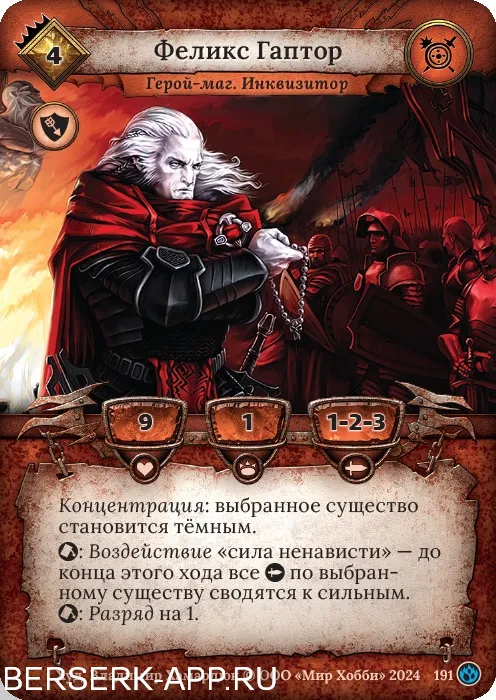 4
Феликс Гаптор
Герой-маг. Инквизитор
9
1
1-2-3
Концентрация: выбранное существо
становится тёмным.
: Воздействие «сила ненависти» — до
конца этого хода все по выбран-
ному существу сводятся к сильным.
: Разряд на 1.
© ООО «Мир Хобби» 2024
191
BERSERK-APP.RU